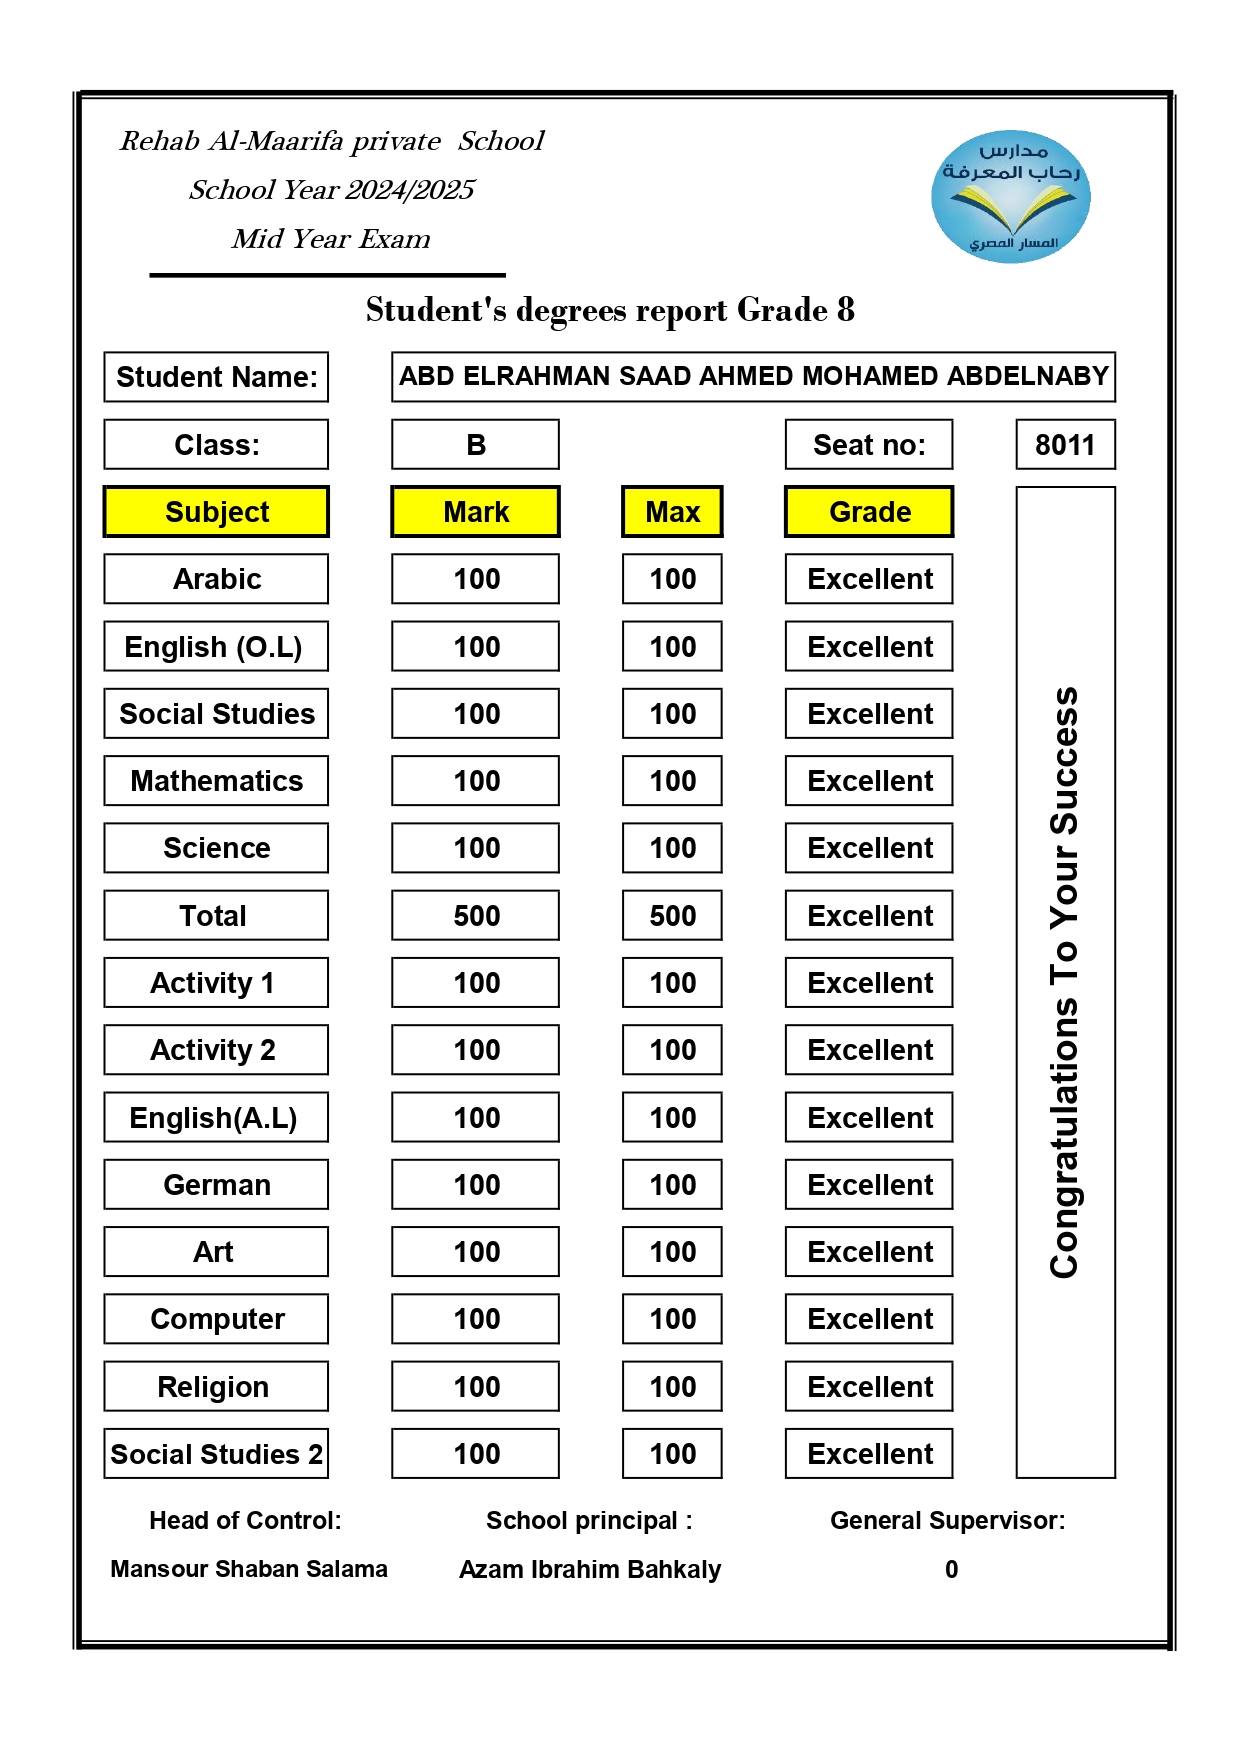 Rehab Al-Maarifa private School
School Year 2024/2025
Mid Year Exam
مدارس
رحاب المعرفة
المسار المصري
Student's degrees report Grade 8
Student Name: ABD ELRAHMAN SAAD AHMED MOHAMED ABDELNABY
Class: B Seat no: 8011
Subject Mark Max Grade
Arabic 100 100 Excellent
English (O.L) 100 100 Excellent
Social Studies 100 100 Excellent
Mathematics 100 100 Excellent
Science 100 100 Excellent
Total 500 500 Excellent
Activity 1 100 100 Excellent
Activity 2 100 100 Excellent
English(A.L) 100 100 Excellent
German 100 100 Excellent
Art 100 100 Excellent
Computer 100 100 Excellent
Religion 100 100 Excellent
Social Studies 2 100 100 Excellent
Congratulations To Your Success
Head of Control: School principal : General Supervisor:
Mansour Shaban Salama Azam Ibrahim Bahkaly 0